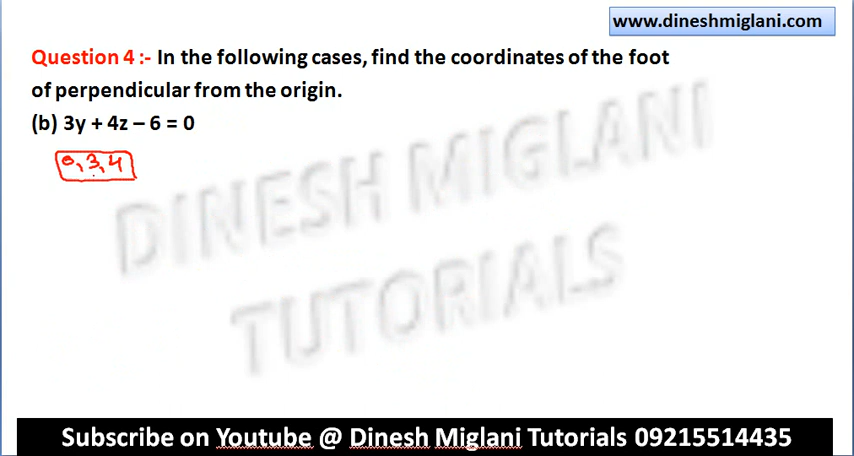 www.dineshmiglani.com
Question 4 :- In the following cases, find the coordinates of the foot
of perpendicular from the origin.
(b) 3y + 4z – 6 = 0
0, 3, 4
DINESH MIGLANI
TUTORIALS
Subscribe on Youtube @ Dinesh Miglani Tutorials 09215514435